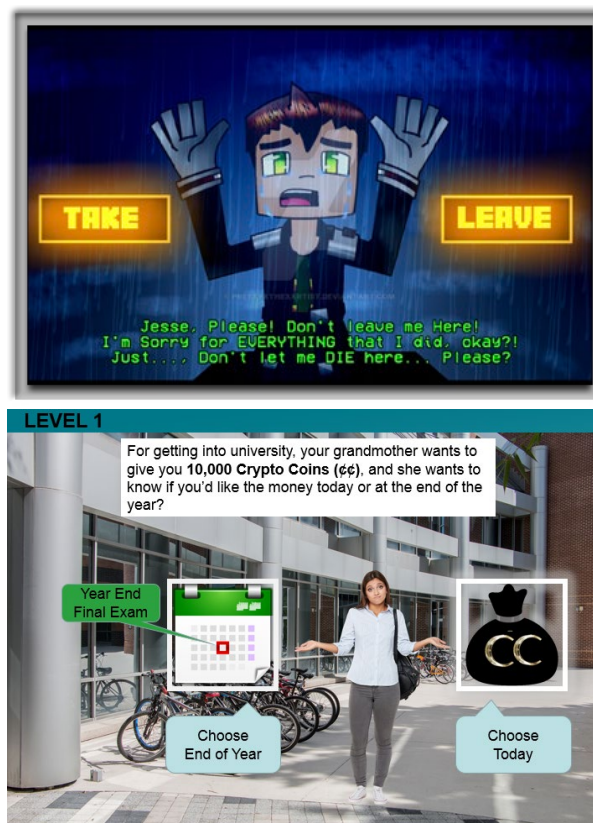 TAKE
LEAVE
Jesse, Please! Don't leave me Here!
I'm Sorry for EVERYTHING that I did, okay?!
Just...., Don't let me DIE here... Please?
LEVEL 1
For getting into university, your grandmother wants to
give you 10,000 Crypto Coins (¢¢), and she wants to
know if you'd like the money today or at the end of the
year?
Year End
Final Exam
CC
Choose
End of Year
Choose
Today